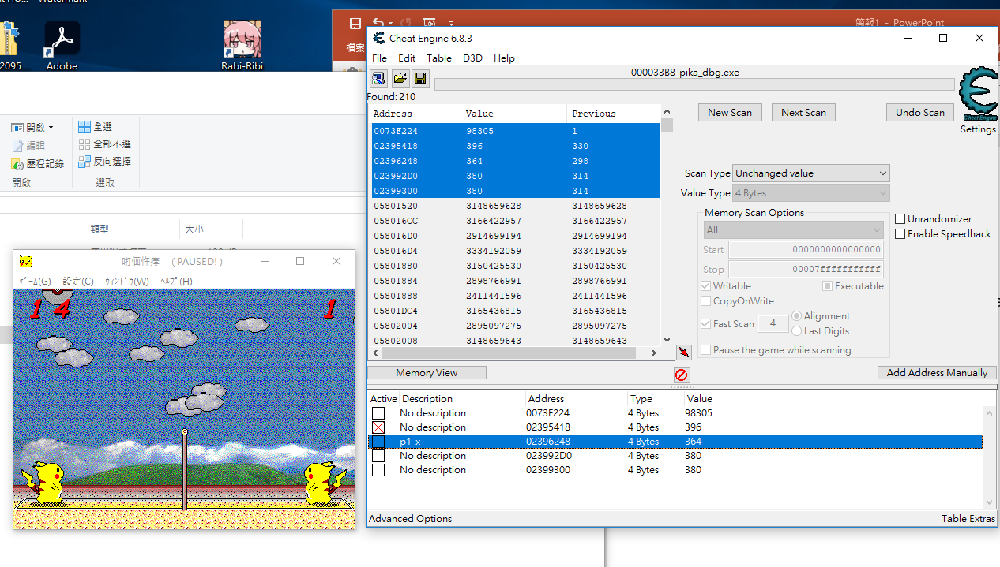 Watermark
2095....
Adobe
Rabi-Ribi
檔案
簡報1 - PowerPoint
開啟
編輯
歷程記錄
開啟
全選
全部不選
反向選擇
選取
類型
大小
Cheat Engine 6.8.3
File Edit Table D3D Help
000033B8-pika_dbg.exe
Found: 210
Address Value Previous
0073F224 98305 1
02395418 396 330
02396248 364 298
023992D0 380 314
02399300 380 314
05801520 3148659628 3148659628
058016CC 3166422957 3166422957
058016D0 2914699194 2914699194
058016D4 3334192059 3334192059
05801880 3150425530 3150425530
05801884 2898766991 2898766991
05801888 2411441596 2411441596
05801DC4 3165436815 3165436815
05802004 2895097275 2895097275
05802008 3148659643 3148659643
New Scan Next Scan Undo Scan
Cheat Engine
Settings
Scan Type Unchanged value
Value Type 4 Bytes
Memory Scan Options
All
Start 0000000000000000
Stop 00007fffffffffff
Writable Executable
CopyOnWrite
Fast Scan 4 Alignment
Last Digits
Pause the game while scanning
Unrandomizer
Enable Speedhack
Memory View
Add Address Manually
Active Description Address Type Value
No description 0073F224 4 Bytes 98305
No description 02395418 4 Bytes 396
p1_x 02396248 4 Bytes 364
No description 023992D0 4 Bytes 380
No description 02399300 4 Bytes 380
Advanced Options Table Extras
(PAUSED!)
ｹﾞｰﾑ(G) 設定(C) ｳｨﾝﾄﾞｳ(W) ﾍﾙﾌﾟ(H)
14 1